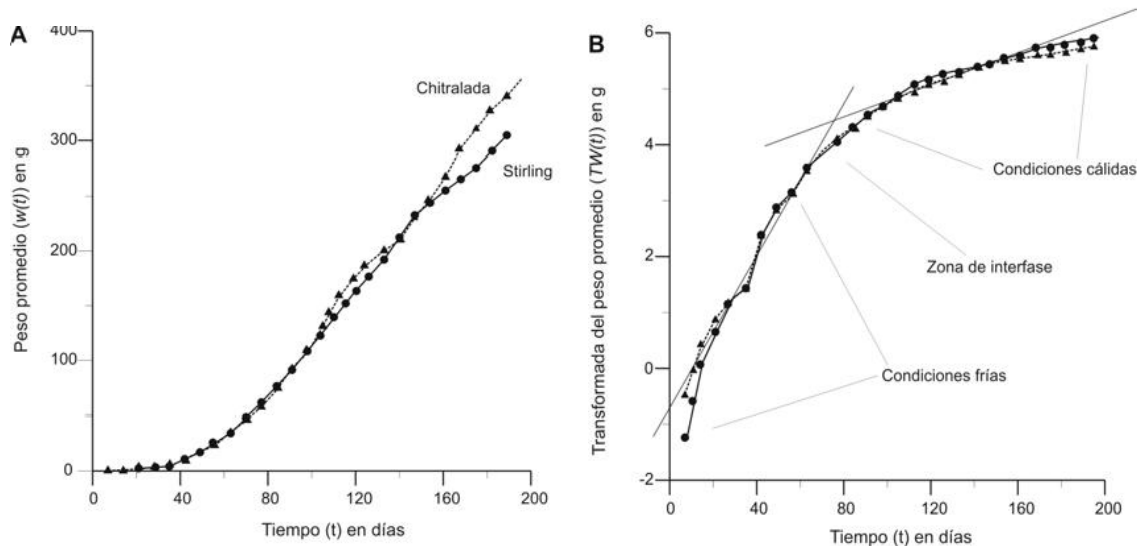 A
Peso promedio (w(t)) en g
400
300
200
100
0
0
40
80
120
160
200
Tiempo (t) en días
Chitralada
Stirling
B
Transformada del peso promedio (TW(t)) en g
6
4
2
0
-2
0
40
80
120
160
200
Tiempo (t) en días
Condiciones cálidas
Zona de interfase
Condiciones frías